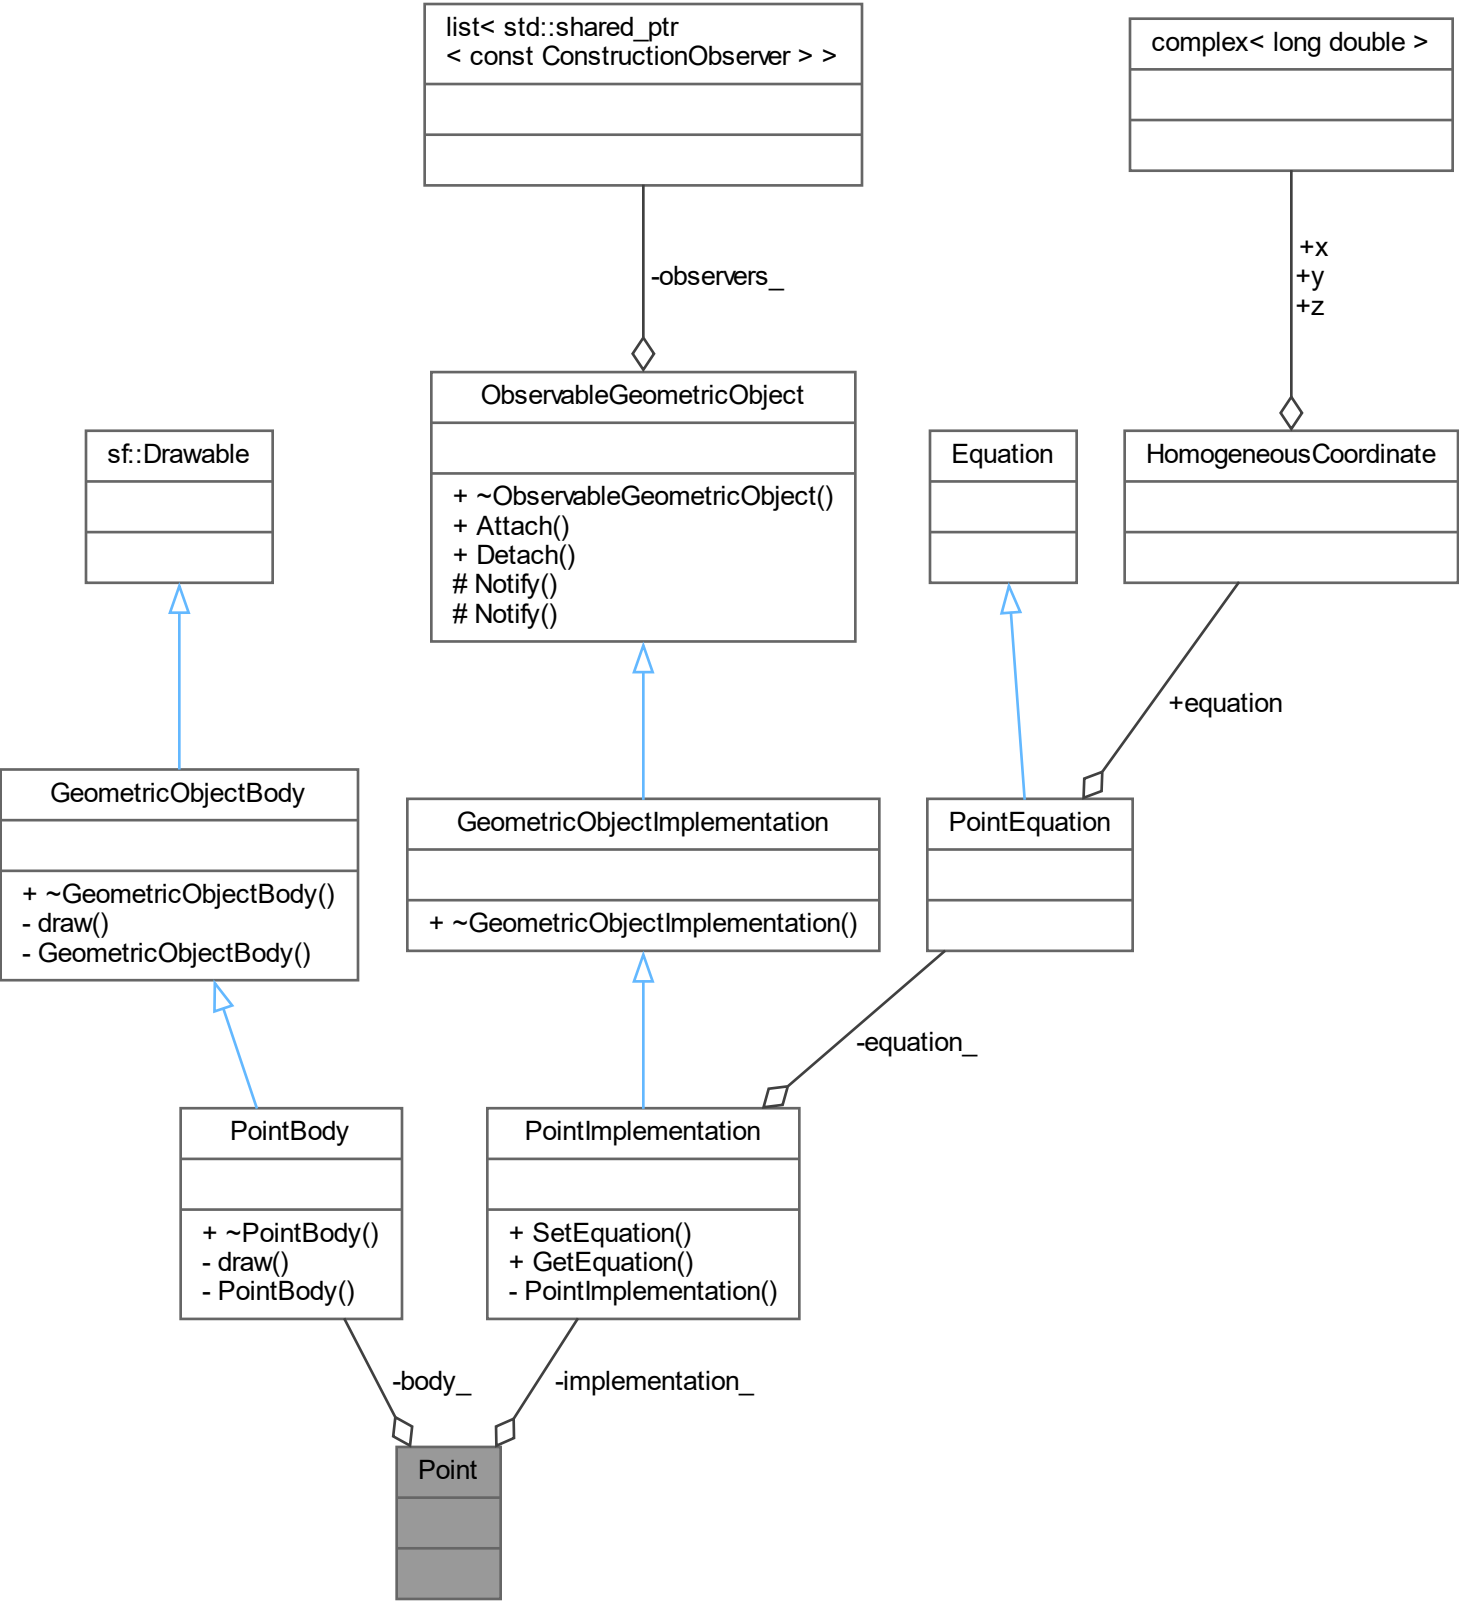 list< std::shared_ptr
< const ConstructionObserver > >
complex< long double >
+x
+y
+z
-observers_
ObservableGeometricObject
+ ~ObservableGeometricObject()
+ Attach()
+ Detach()
# Notify()
# Notify()
sf::Drawable
Equation
HomogeneousCoordinate
+equation
GeometricObjectBody
+ ~GeometricObjectBody()
- draw()
- GeometricObjectBody()
GeometricObjectImplementation
+ ~GeometricObjectImplementation()
PointEquation
-equation_
PointBody
+ ~PointBody()
- draw()
- PointBody()
PointImplementation
+ SetEquation()
+ GetEquation()
- PointImplementation()
-body_
-implementation_
Point